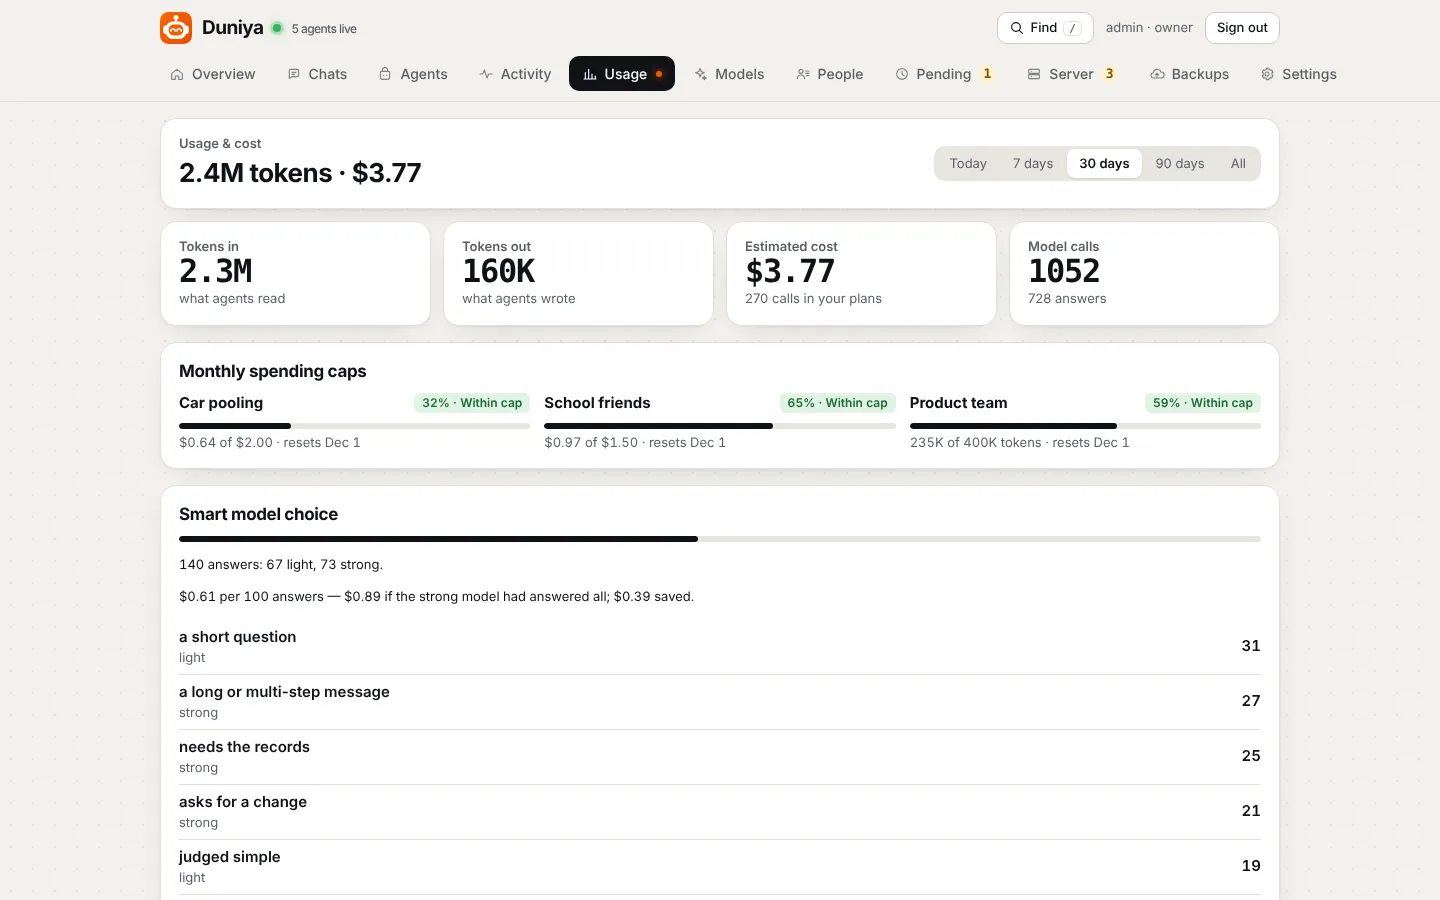 Duniya
5 agents live
Find /
admin · owner
Sign out
Overview
Chats
Agents
Activity
Usage
Models
People
Pending 1
Server 3
Backups
Settings
Usage & cost
2.4M tokens · $3.77
Today
7 days
30 days
90 days
All
Tokens in
2.3M
what agents read
Tokens out
160K
what agents wrote
Estimated cost
$3.77
270 calls in your plans
Model calls
1052
728 answers
Monthly spending caps
Car pooling
32% · Within cap
$0.64 of $2.00 · resets Dec 1
School friends
65% · Within cap
$0.97 of $1.50 · resets Dec 1
Product team
59% · Within cap
235K of 400K tokens · resets Dec 1
Smart model choice
140 answers: 67 light, 73 strong.
$0.61 per 100 answers — $0.89 if the strong model had answered all; $0.39 saved.
a short question
light
31
a long or multi-step message
strong
27
needs the records
strong
25
asks for a change
strong
21
judged simple
light
19